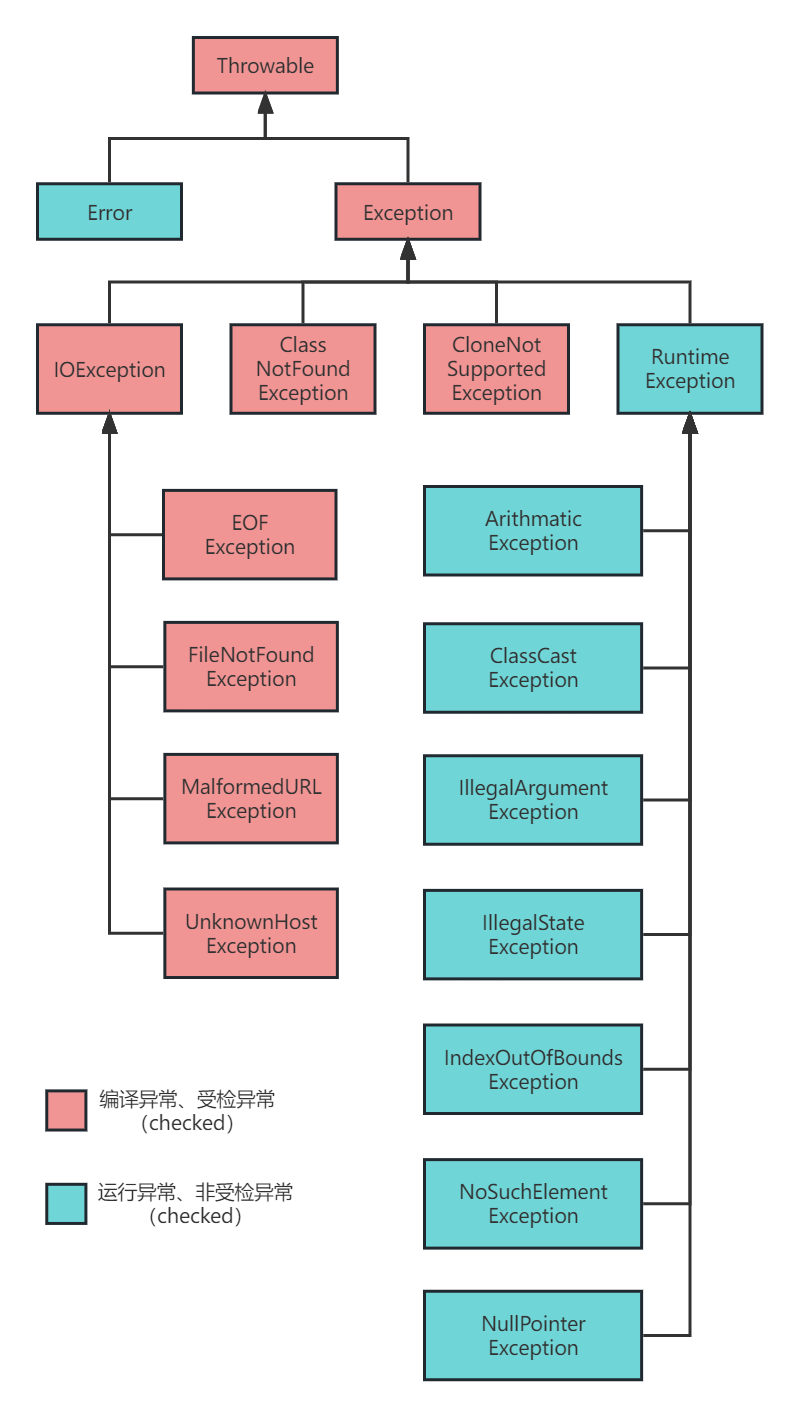 Throwable
Error
Exception
IOException
Class
NotFound
Exception
CloneNot
Supported
Exception
Runtime
Exception
EOF
Exception
FileNotFound
Exception
MalformedURL
Exception
UnknownHost
Exception
Arithmatic
Exception
ClassCast
Exception
IllegalArgument
Exception
IllegalState
Exception
IndexOutOfBounds
Exception
NoSuchElement
Exception
NullPointer
Exception
编译异常、受检异常
（checked）
运行异常、非受检异常
（checked）